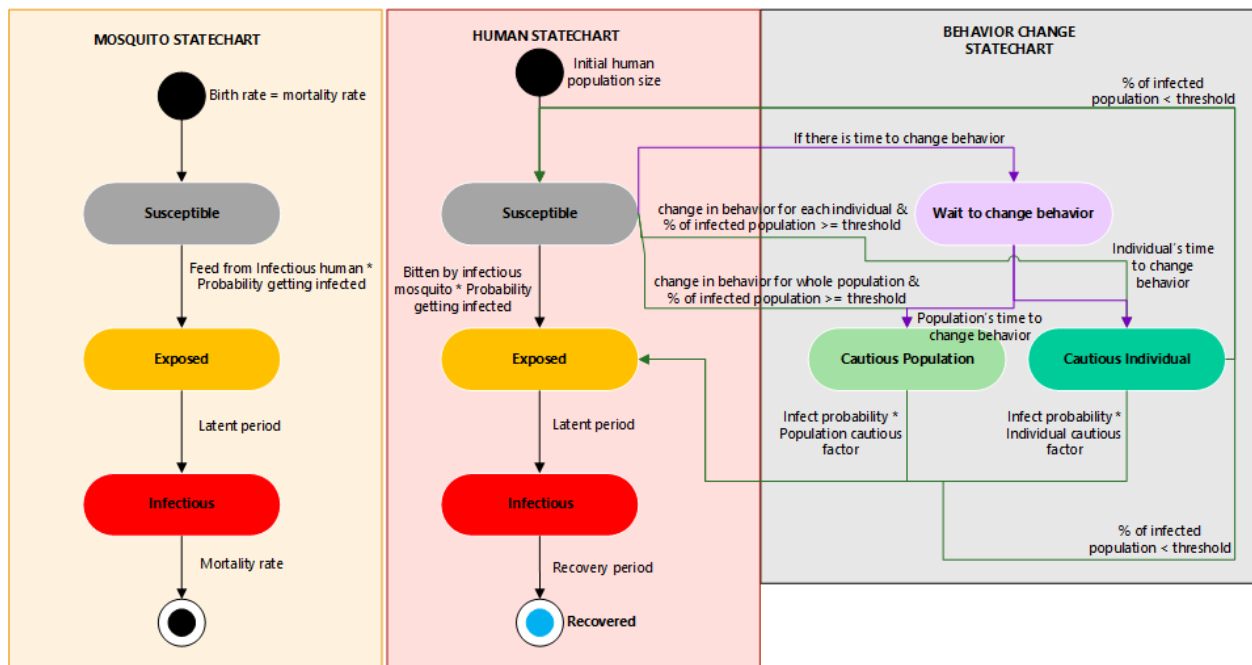 MOSQUITO STATECHART
Birth rate = mortality rate
Susceptible
Feed from Infectious human *
Probability getting infected
Exposed
Latent period
Infectious
Mortality rate
HUMAN STATECHART
Initial human
population size
Susceptible
Bitten by infectious
mosquito * Probability
getting infected
Exposed
Latent period
Infectious
Recovery period
Recovered
BEHAVIOR CHANGE
STATECHART
% of infected
population < threshold
If there is time to change behavior
Wait to change behavior
change in behavior for each individual &
% of infected population >= threshold
Individual's time
to change
behavior
change in behavior for whole population &
% of infected population >= threshold
Population's time to
change behavior
Cautious Population
Cautious Individual
Infect probability *
Population cautious
factor
Infect probability *
Individual cautious
factor
% of infected
population < threshold